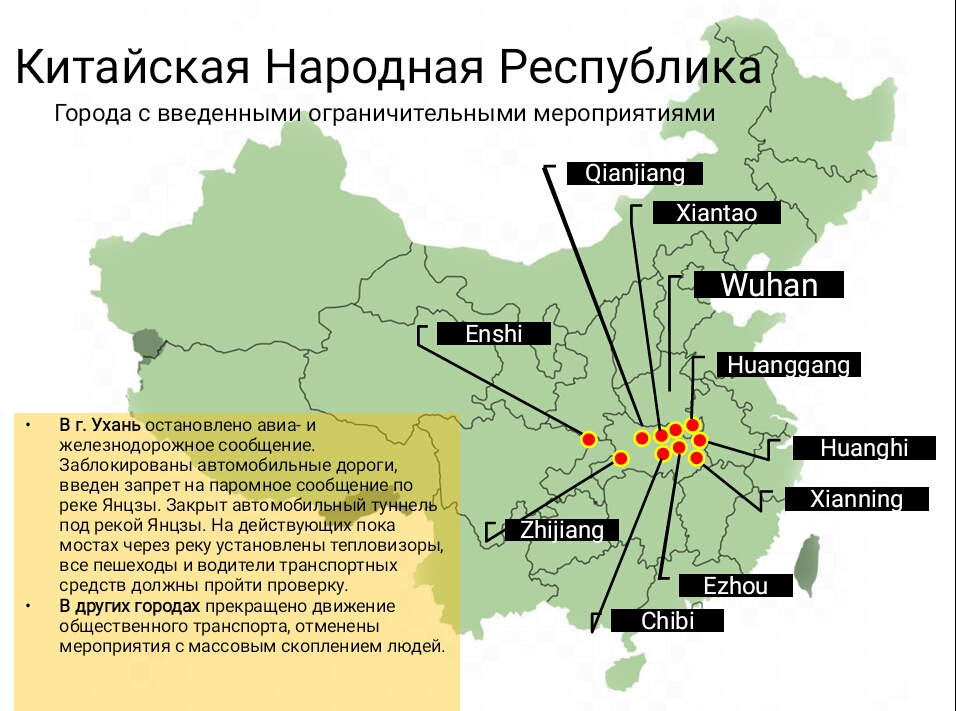 Китайская Народная Республика
Города с введенными ограничительными мероприятиями
Qianjiang
Xiantao
Wuhan
Enshi
Huanggang
Huanghi
Xianning
Zhijiang
Ezhou
Chibi
• В г. Ухань остановлено авиа- и
железнодорожное сообщение.
Заблокированы автомобильные дороги,
введен запрет на паромное сообщение по
реке Янцзы. Закрыт автомобильный туннель
под рекой Янцзы. На действующих пока
мостах через реку установлены тепловизоры,
все пешеходы и водители транспортных
средств должны пройти проверку.
• В других городах прекращено движение
общественного транспорта, отменены
мероприятия с массовым скоплением людей.